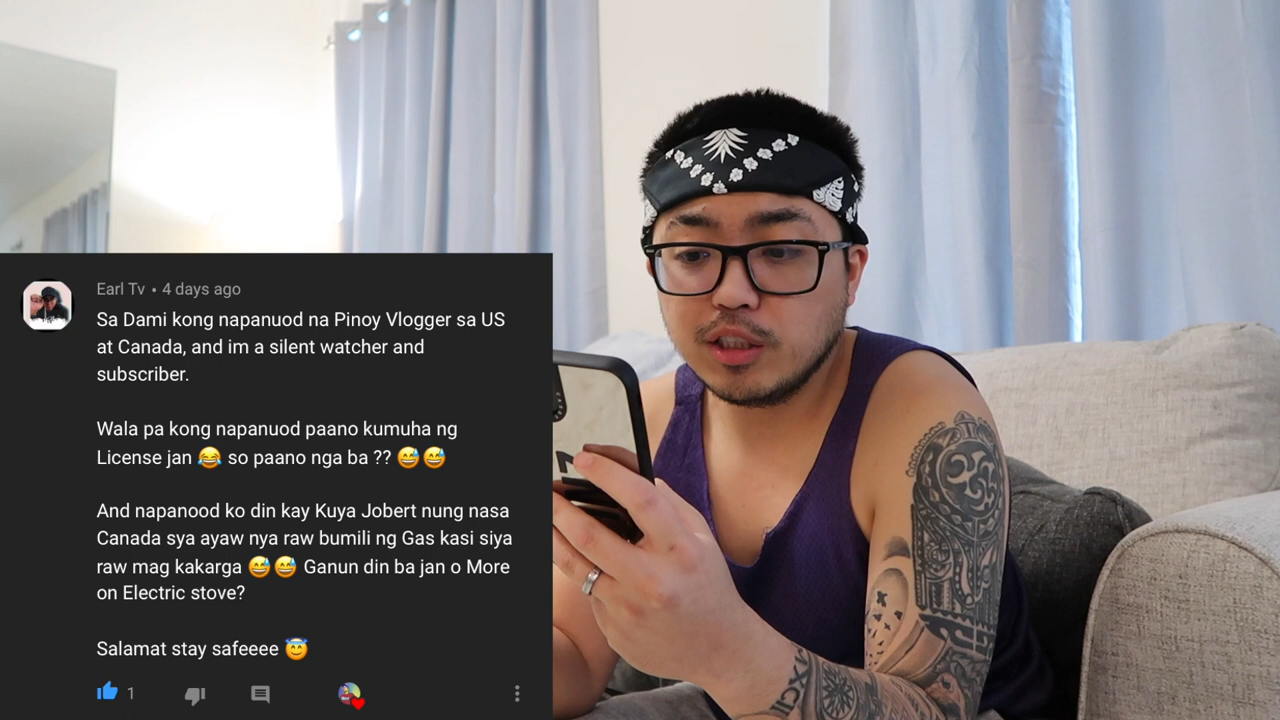 Earl Tv • 4 days ago
Sa Dami kong napanuod na Pinoy Vlogger sa US
at Canada, and im a silent watcher and
subscriber.
Wala pa kong napanuod paano kumuha ng
License jan 😂 so paano nga ba ?? 😅😅
And napanood ko din kay Kuya Jobert nung nasa
Canada sya ayaw nya raw bumili ng Gas kasi siya
raw mag kakarga 😅😅 Ganun din ba jan o More
on Electric stove?
Salamat stay safeeee 😇
1